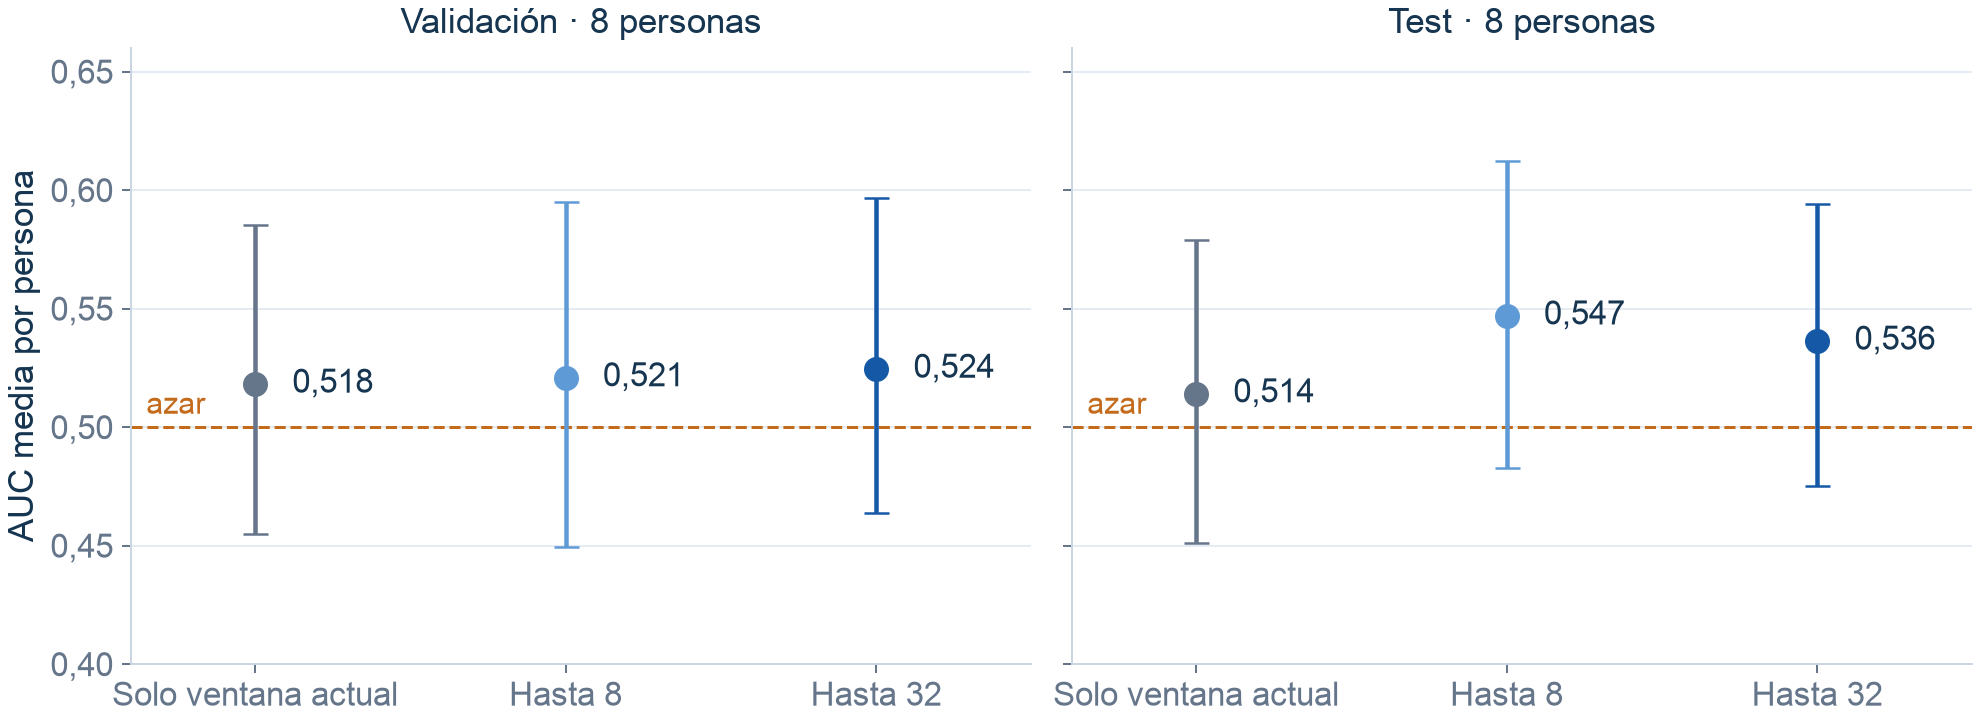 Validación · 8 personas
Test · 8 personas
AUC media por persona
0,65
0,60
0,55
0,50
0,45
0,40
azar
0,518
0,521
0,524
azar
0,514
0,547
0,536
Solo ventana actual
Hasta 8
Hasta 32
Solo ventana actual
Hasta 8
Hasta 32